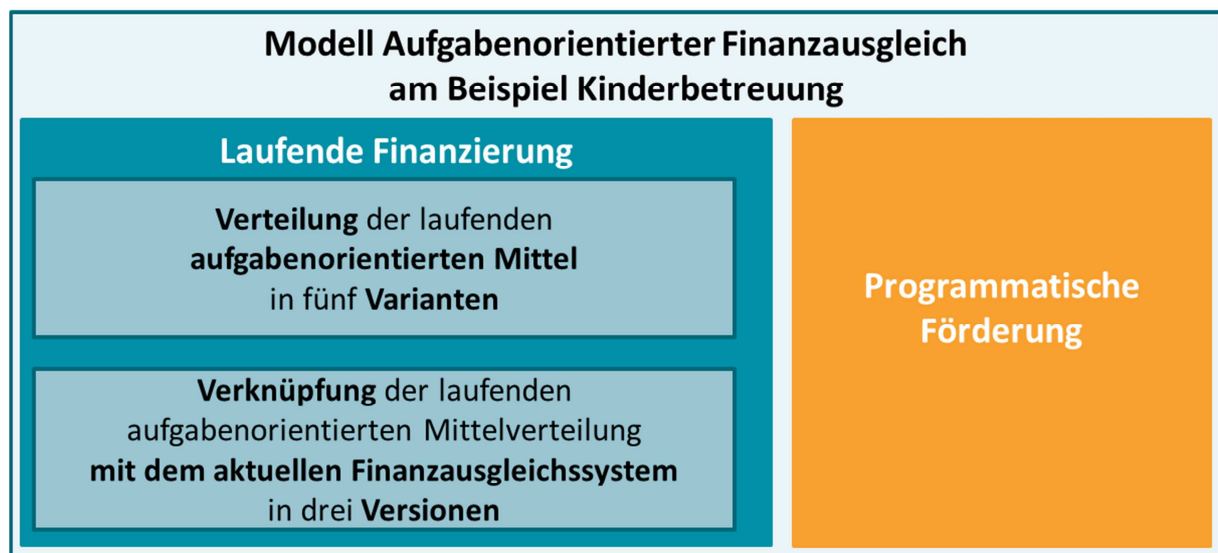 Modell Aufgabenorientierter Finanzausgleich
am Beispiel Kinderbetreuung
Laufende Finanzierung
Verteilung der laufenden
aufgabenorientierten Mittel
in fünf Varianten
Verknüpfung der laufenden
aufgabenorientierten Mittelverteilung
mit dem aktuellen Finanzausgleichssystem
in drei Versionen
Programmatische
Förderung